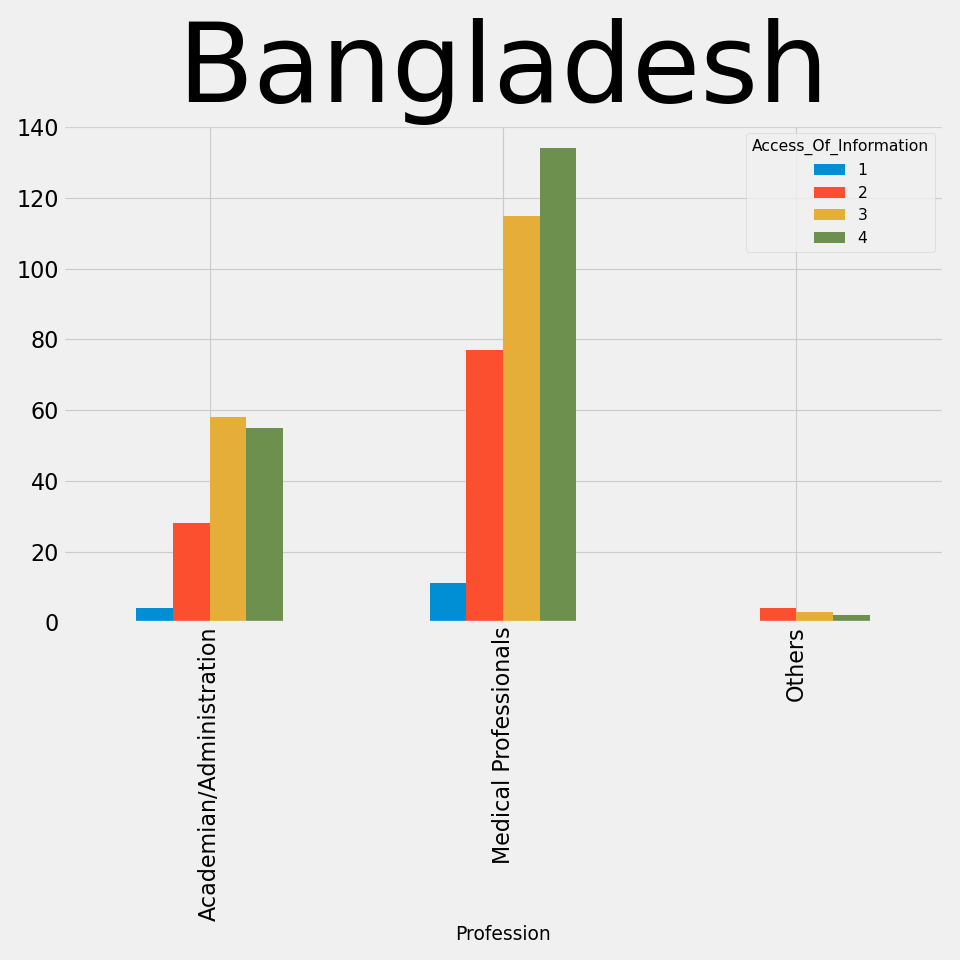 Bangladesh
140
120
100
80
60
40
20
0
Access_Of_Information
1
2
3
4
Academian/Administration
Medical Professionals
Others
Profession